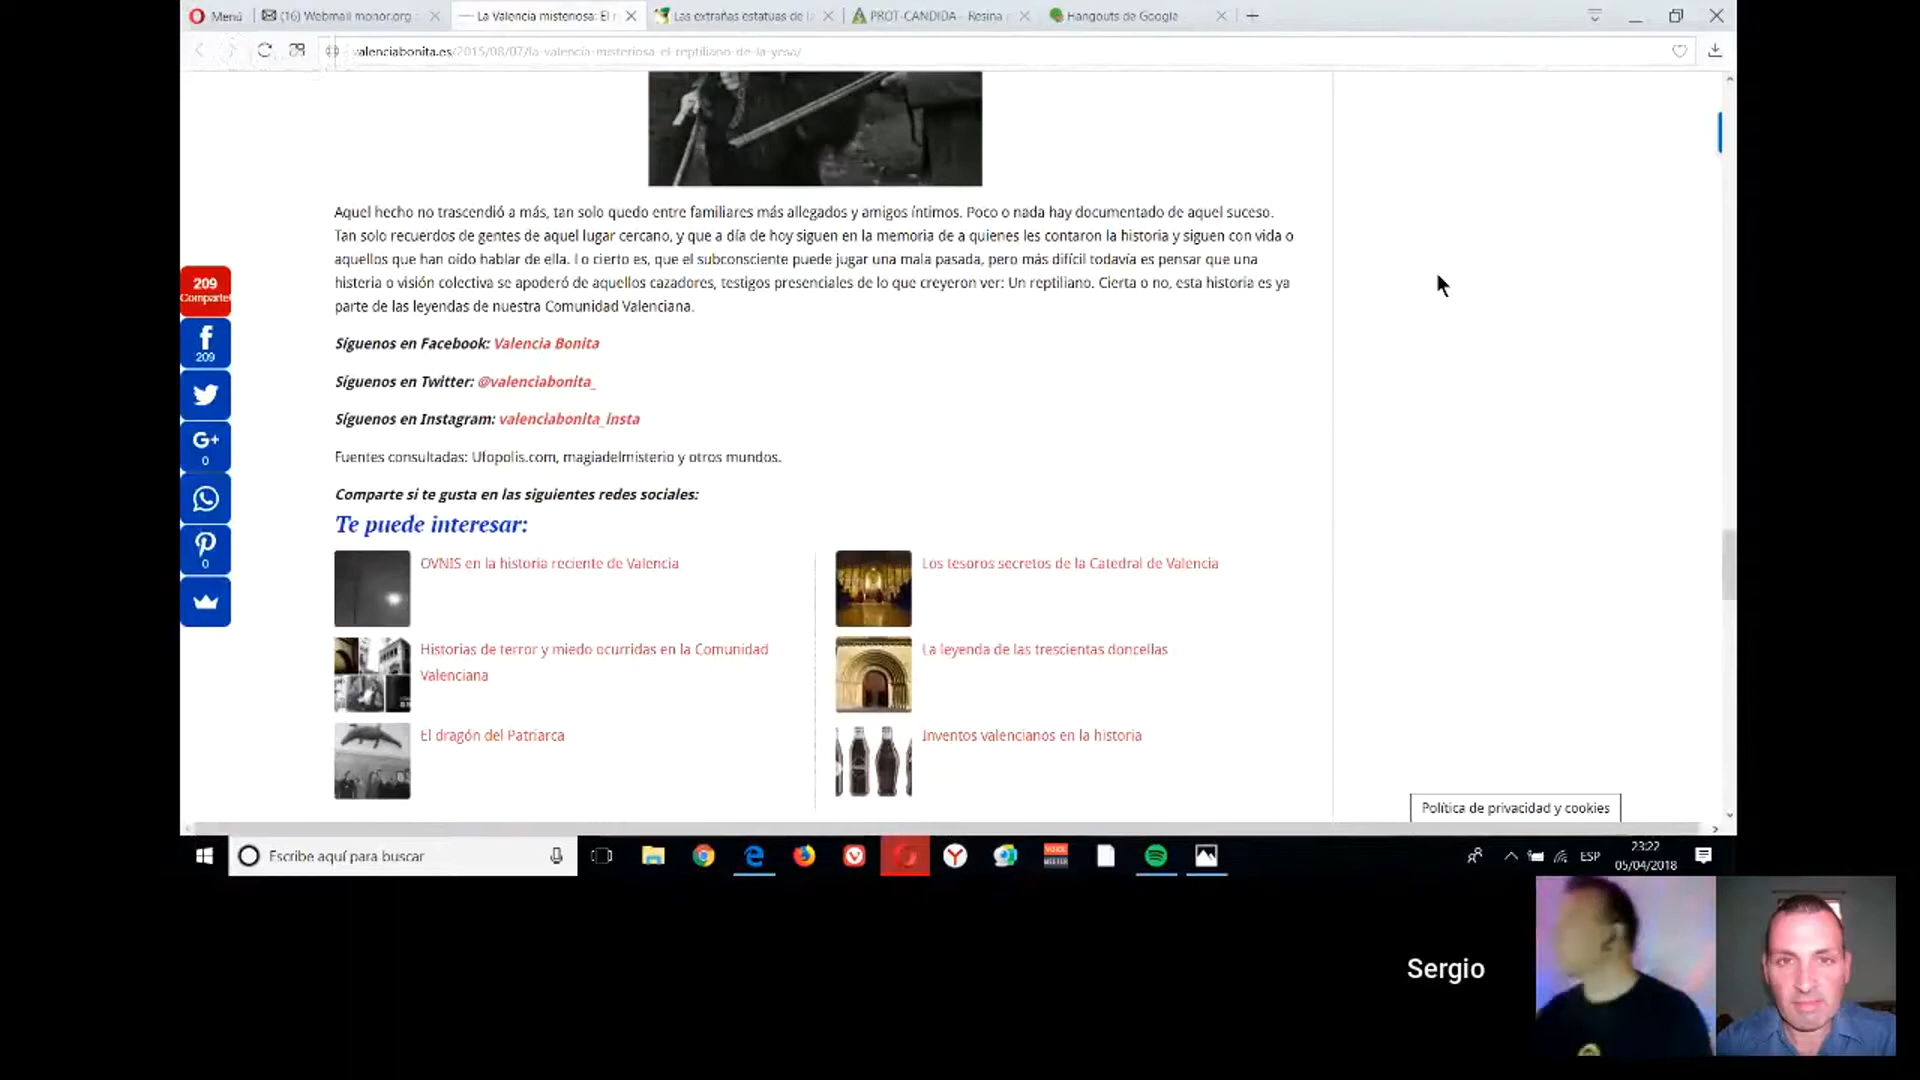 Menú
(16) Webmail monor.org
La Valencia misteriosa: El r
Las extrañas estatuas de l
PROT-CANDIDA - Resina
Hangouts de Google
valenciabonita.es/2015/08/07/la-valencia-misteriosa-el-reptiliano-de-la-yesa/
Aquel hecho no trascendió a más, tan solo quedo entre familiares más allegados y amigos íntimos. Poco o nada hay documentado de aquel suceso.
Tan solo recuerdos de gentes de aquel lugar cercano, y que a día de hoy siguen en la memoria de a quienes les contaron la historia y siguen con vida o
aquellos que han oído hablar de ella. Lo cierto es, que el subconsciente puede jugar una mala pasada, pero más difícil todavía es pensar que una
histeria o visión colectiva se apoderó de aquellos cazadores, testigos presenciales de lo que creyeron ver: Un reptiliano. Cierta o no, esta historia es ya
parte de las leyendas de nuestra Comunidad Valenciana.
209
Comparte
209
G+
0
0
Síguenos en Facebook: Valencia Bonita
Síguenos en Twitter: @valenciabonita_
Síguenos en Instagram: valenciabonita_insta
Fuentes consultadas: Ufopolis.com, magiadelmisterio y otros mundos.
Comparte si te gusta en las siguientes redes sociales:
Te puede interesar:
OVNIS en la historia reciente de Valencia
Los tesoros secretos de la Catedral de Valencia
Historias de terror y miedo ocurridas en la Comunidad
Valenciana
La leyenda de las trescientas doncellas
El dragón del Patriarca
Inventos valencianos en la historia
Política de privacidad y cookies
Escribe aquí para buscar
ESP
23:22
05/04/2018
Sergio